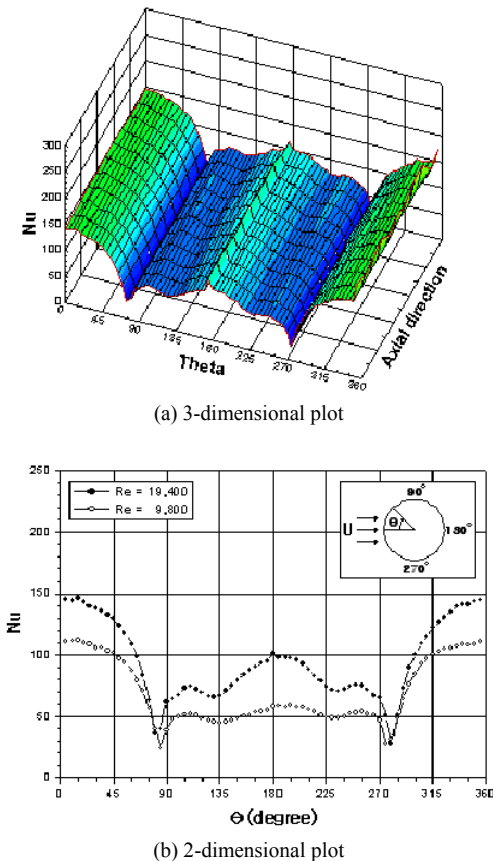 300
250
200
150
100
50
0
Nu
0
45
90
135
180
225
270
315
360
Theta
Axial direction
(a) 3-dimensional plot
250
200
150
100
50
0
Nu
Re = 19,400
Re = 9,800
90°
U
Θ
180°
270°
0 45 90 135 180 225 270 315 360
Θ (degree)
(b) 2-dimensional plot